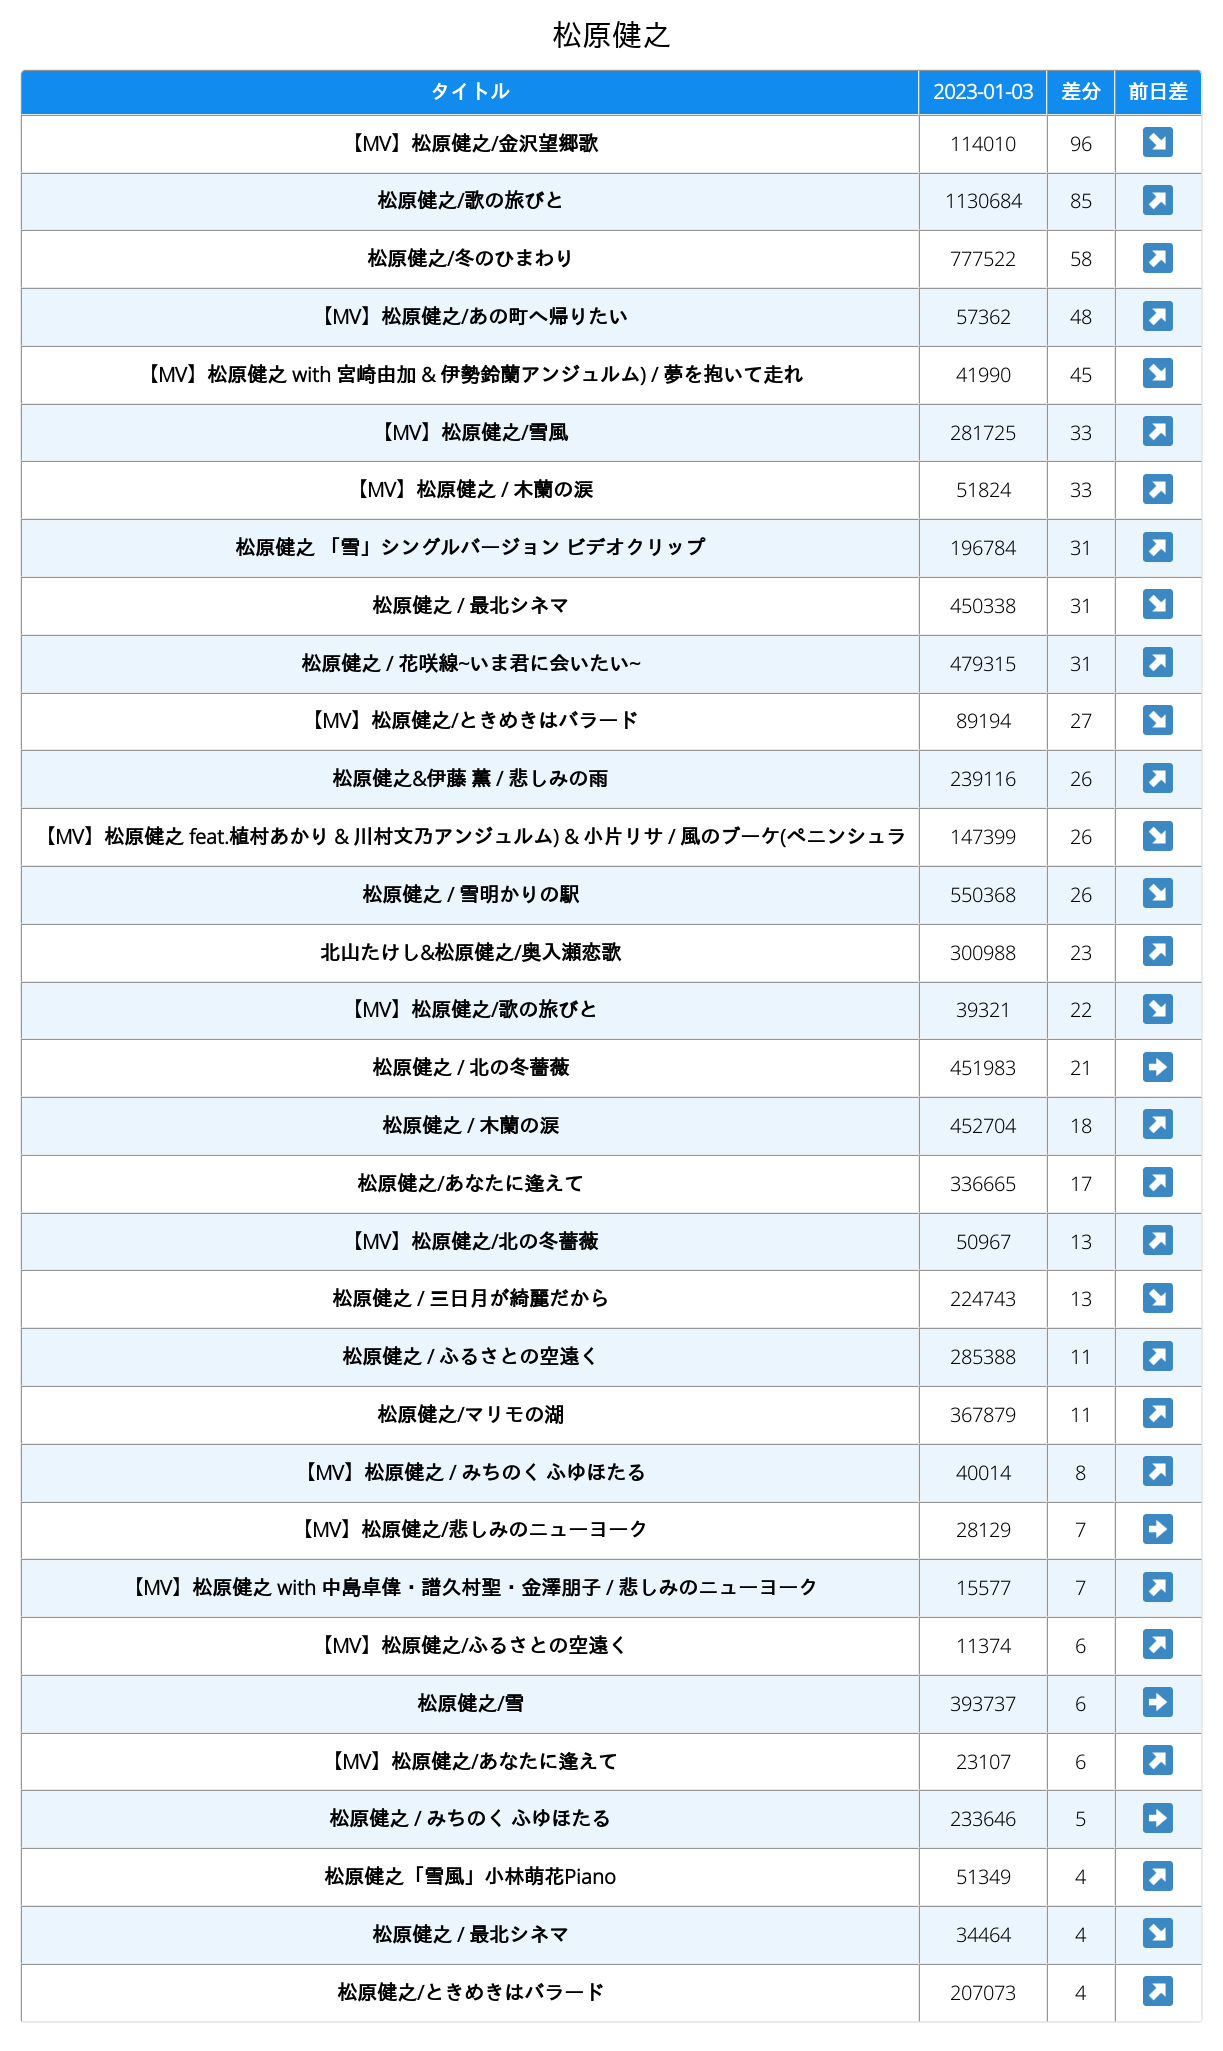 松原健之
タイトル 2023-01-03 差分 前日差
【MV】松原健之/金沢望郷歌 114010 96 ↘
松原健之/歌の旅びと 1130684 85 ↗
松原健之/冬のひまわり 777522 58 ↗
【MV】松原健之/あの町へ帰りたい 57362 48 ↗
【MV】松原健之 with 宮崎由加 & 伊勢鈴蘭アンジュルム) / 夢を抱いて走れ 41990 45 ↘
【MV】松原健之/雪風 281725 33 ↗
【MV】松原健之 / 木蘭の涙 51824 33 ↗
松原健之 「雪」シングルバージョン ビデオクリップ 196784 31 ↗
松原健之 / 最北シネマ 450338 31 ↘
松原健之 / 花咲線~いま君に会いたい~ 479315 31 ↗
【MV】松原健之/ときめきはバラード 89194 27 ↘
松原健之&伊藤 薫 / 悲しみの雨 239116 26 ↗
【MV】松原健之 feat.植村あかり & 川村文乃アンジュルム) & 小片リサ / 風のブーケ(ペニンシュラ 147399 26 ↘
松原健之 / 雪明かりの駅 550368 26 ↘
北山たけし&松原健之/奥入瀬恋歌 300988 23 ↗
【MV】松原健之/歌の旅びと 39321 22 ↘
松原健之 / 北の冬薔薇 451983 21 ➡
松原健之 / 木蘭の涙 452704 18 ↗
松原健之/あなたに逢えて 336665 17 ↗
【MV】松原健之/北の冬薔薇 50967 13 ↗
松原健之 / 三日月が綺麗だから 224743 13 ↘
松原健之 / ふるさとの空遠く 285388 11 ↗
松原健之/マリモの湖 367879 11 ↗
【MV】松原健之 / みちのく ふゆほたる 40014 8 ↗
【MV】松原健之/悲しみのニューヨーク 28129 7 ➡
【MV】松原健之 with 中島卓偉・譜久村聖・金澤朋子 / 悲しみのニューヨーク 15577 7 ↗
【MV】松原健之/ふるさとの空遠く 11374 6 ↗
松原健之/雪 393737 6 ➡
【MV】松原健之/あなたに逢えて 23107 6 ↗
松原健之 / みちのく ふゆほたる 233646 5 ➡
松原健之「雪風」小林萌花Piano 51349 4 ↗
松原健之 / 最北シネマ 34464 4 ↘
松原健之/ときめきはバラード 207073 4 ↗